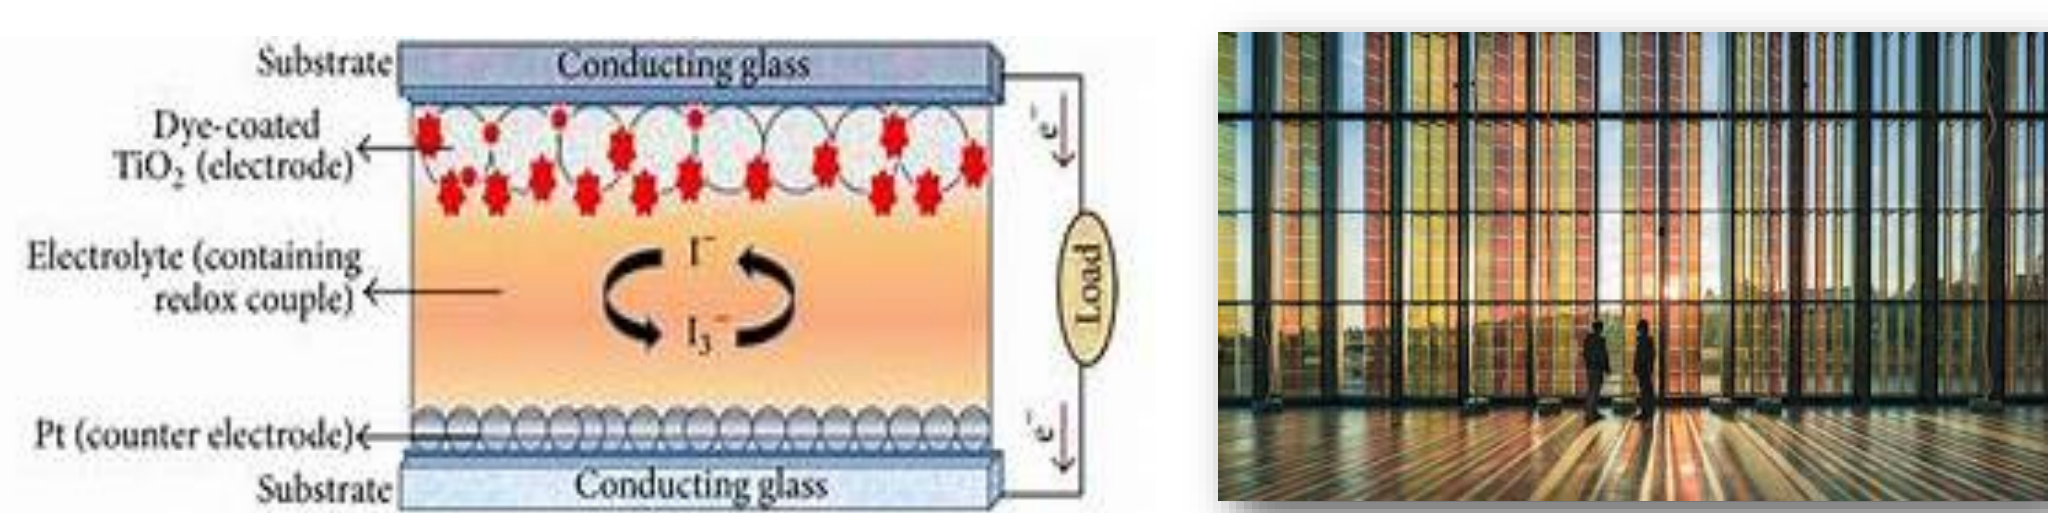 Substrate
Conducting glass
Dye-coated
TiO₂ (electrode)
e⁻
Electrolyte (containing
redox couple)
I⁻
I₃⁻
Load
Pt (counter electrode)
e⁻
Substrate
Conducting glass